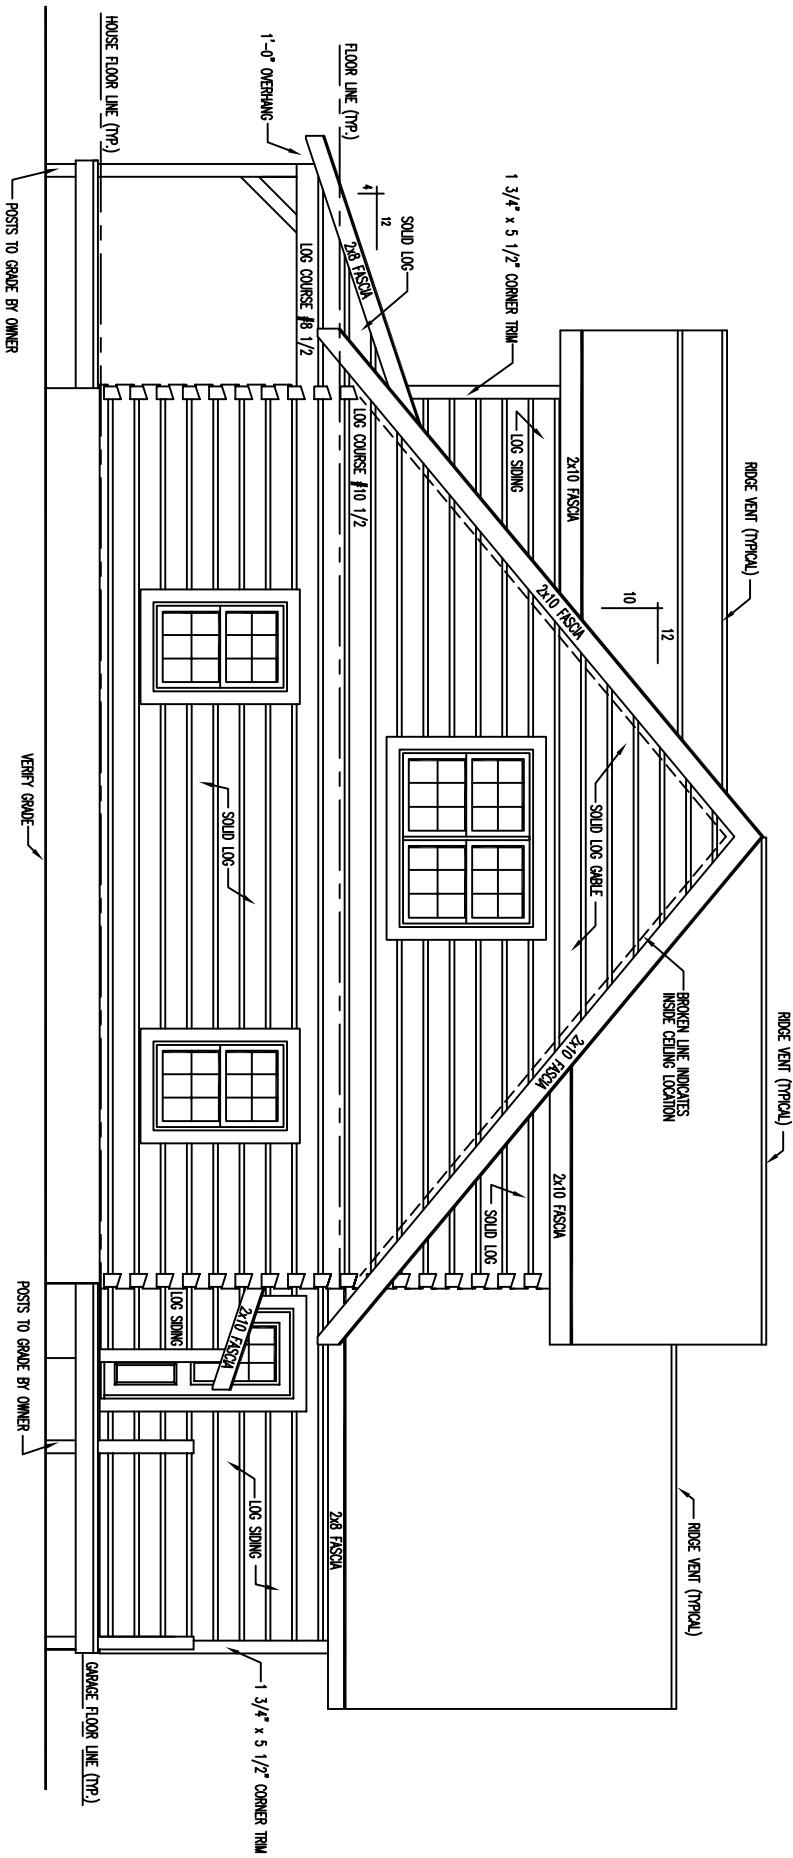 RIDGE VENT (TYPICAL)
RIDGE VENT (TYPICAL)
RIDGE VENT (TYPICAL)
BROKEN LINE INDICATES
INSIDE CEILING LOCATION
12
10
SOLID LOG GABLE
2x10 FASCIA
2x10 FASCIA
2x10 FASCIA
2x10 FASCIA
1 3/4" x 5 1/2" CORNER TRIM
LOG SIDING
SOLID LOG
SOLID LOG
12
4
2x8 FASCIA
FLOOR LINE (TYP.)
LOG COURSE #10 1/2
2x8 FASCIA
LOG COURSE #8 1/2
1'-0" OVERHANG
1 3/4" x 5 1/2" CORNER TRIM
LOG SIDING
2x10 FASCIA
SOLID LOG
LOG SIDING
HOUSE FLOOR LINE (TYP.)
GARAGE FLOOR LINE (TYP.)
POSTS TO GRADE BY OWNER
VERIFY GRADE
POSTS TO GRADE BY OWNER